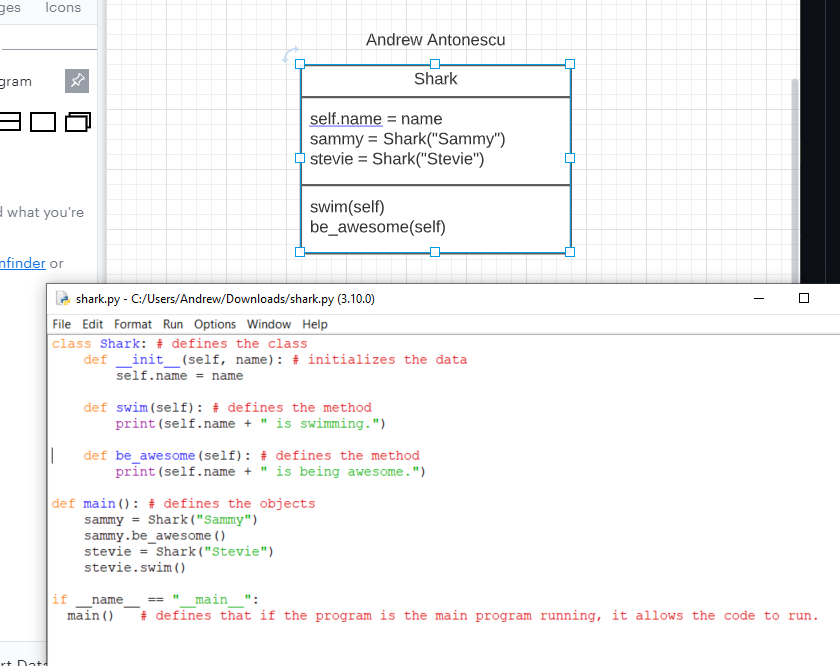 ges Icons
Andrew Antonescu
gram
Shark
self.name = name
sammy = Shark("Sammy")
stevie = Shark("Stevie")
d what you're
swim(self)
be_awesome(self)
nfinder or
shark.py - C:/Users/Andrew/Downloads/shark.py (3.10.0)
File Edit Format Run Options Window Help
class Shark: # defines the class
    def __init__(self, name): # initializes the data
        self.name = name
    def swim(self): # defines the method
        print(self.name + " is swimming.")
    def be_awesome(self): # defines the method
        print(self.name + " is being awesome.")
def main(): # defines the objects
    sammy = Shark("Sammy")
    sammy.be_awesome()
    stevie = Shark("Stevie")
    stevie.swim()
if __name__ == "__main__":
  main()   # defines that if the program is the main program running, it allows the code to run.
rt Data